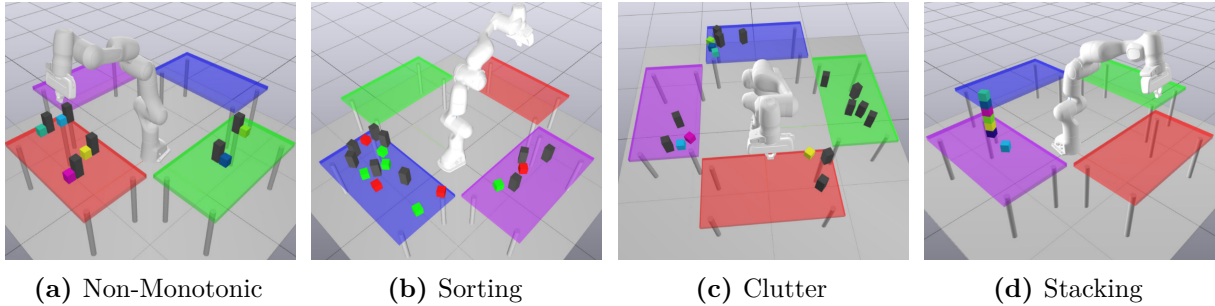 (a) Non-Monotonic
(b) Sorting
(c) Clutter
(d) Stacking